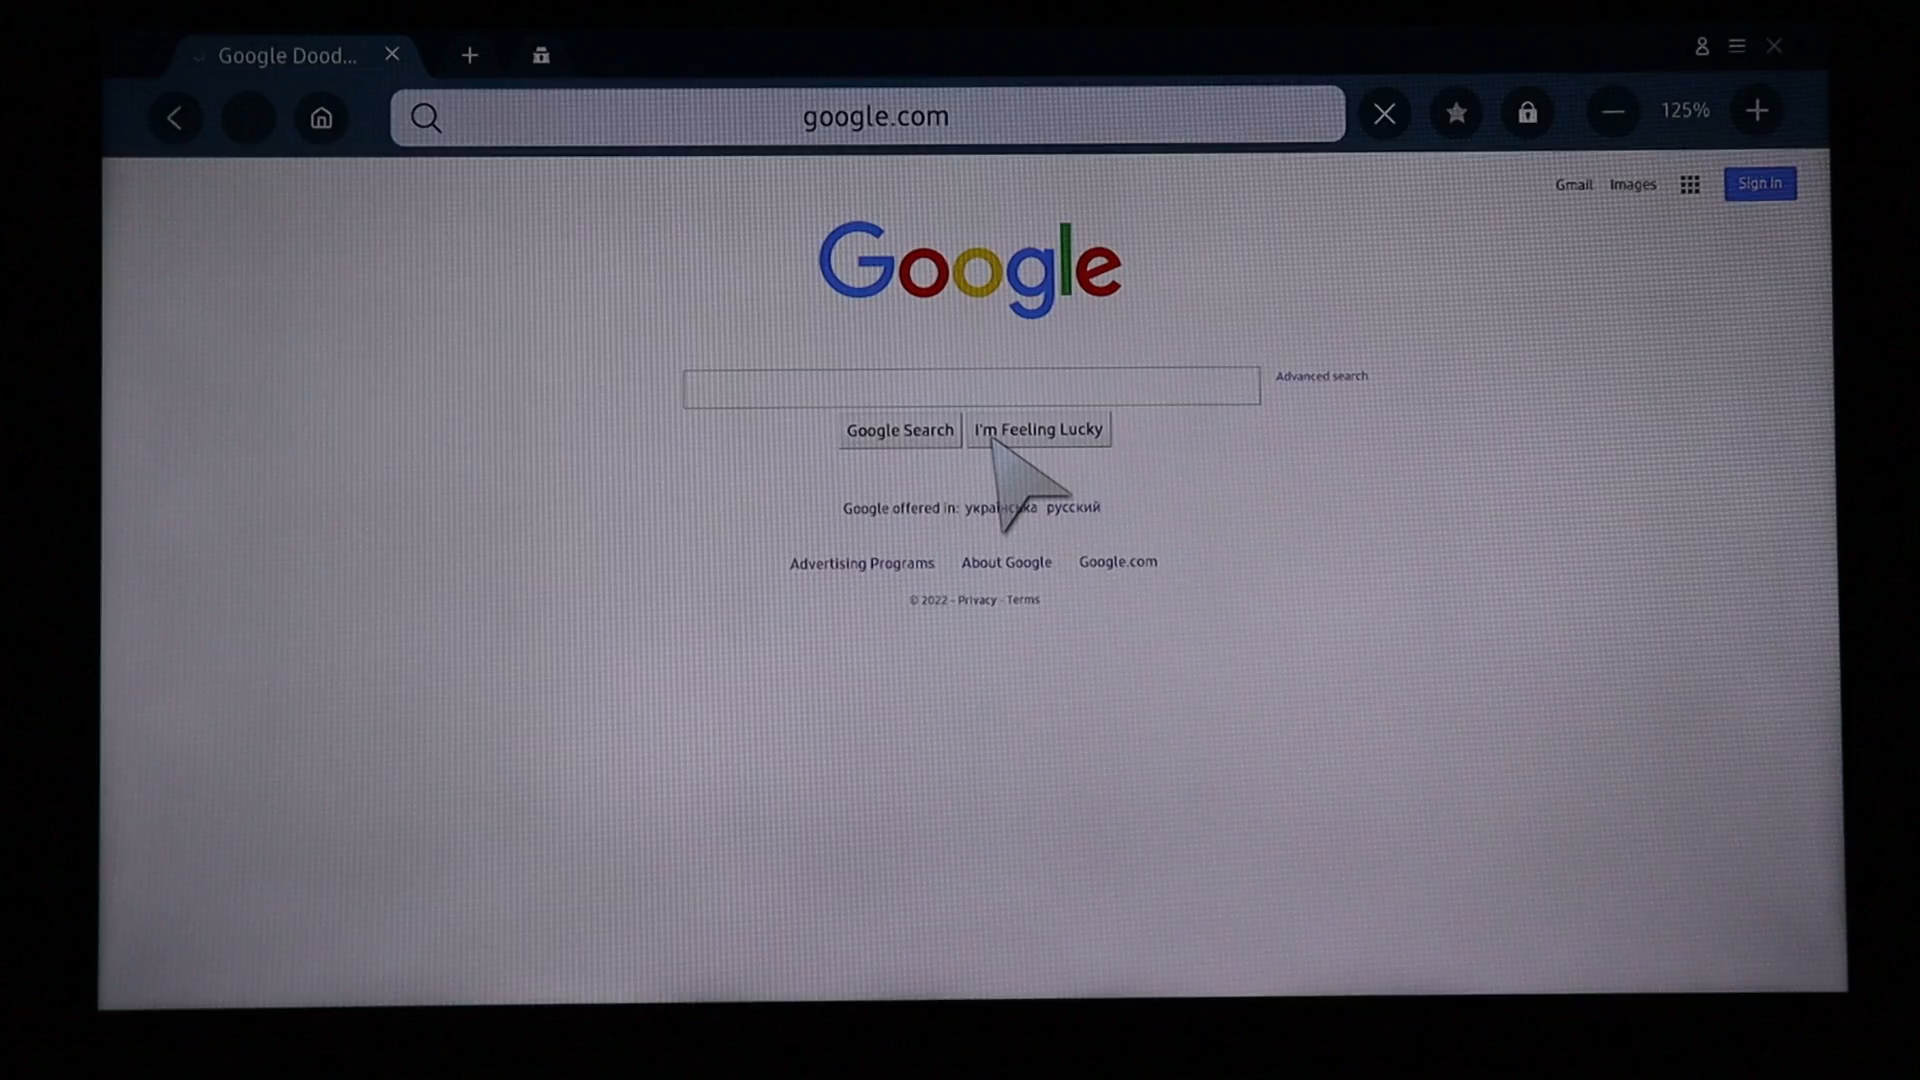 Google Dood...
google.com
125%
Gmail Images Sign in
Google
Advanced search
Google Search I'm Feeling Lucky
Google offered in: українська русский
Advertising Programs About Google Google.com
© 2022 - Privacy - Terms